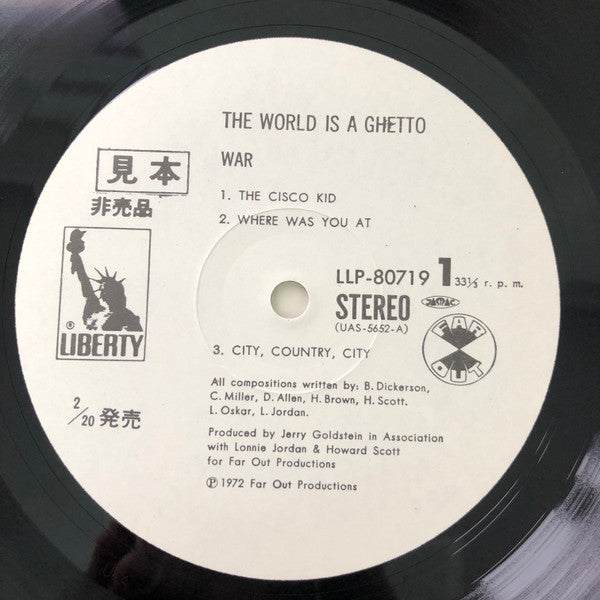 THE WORLD IS A GHETTO
WAR
見本
非売品
1. THE CISCO KID
2. WHERE WAS YOU AT
LLP-80719 1 33⅓ r. p. m.
STEREO
JASRAC
(UAS-5652-A)
FAR
OUT
® LIBERTY
3. CITY, COUNTRY, CITY
All compositions written by: B. Dickerson,
C. Miller, D. Allen, H. Brown, H. Scott.
L. Oskar, L. Jordan.
2/20 発売
Produced by Jerry Goldstein in Association
with Lonnie Jordan & Howard Scott
for Far Out Productions
Ⓟ 1972 Far Out Productions